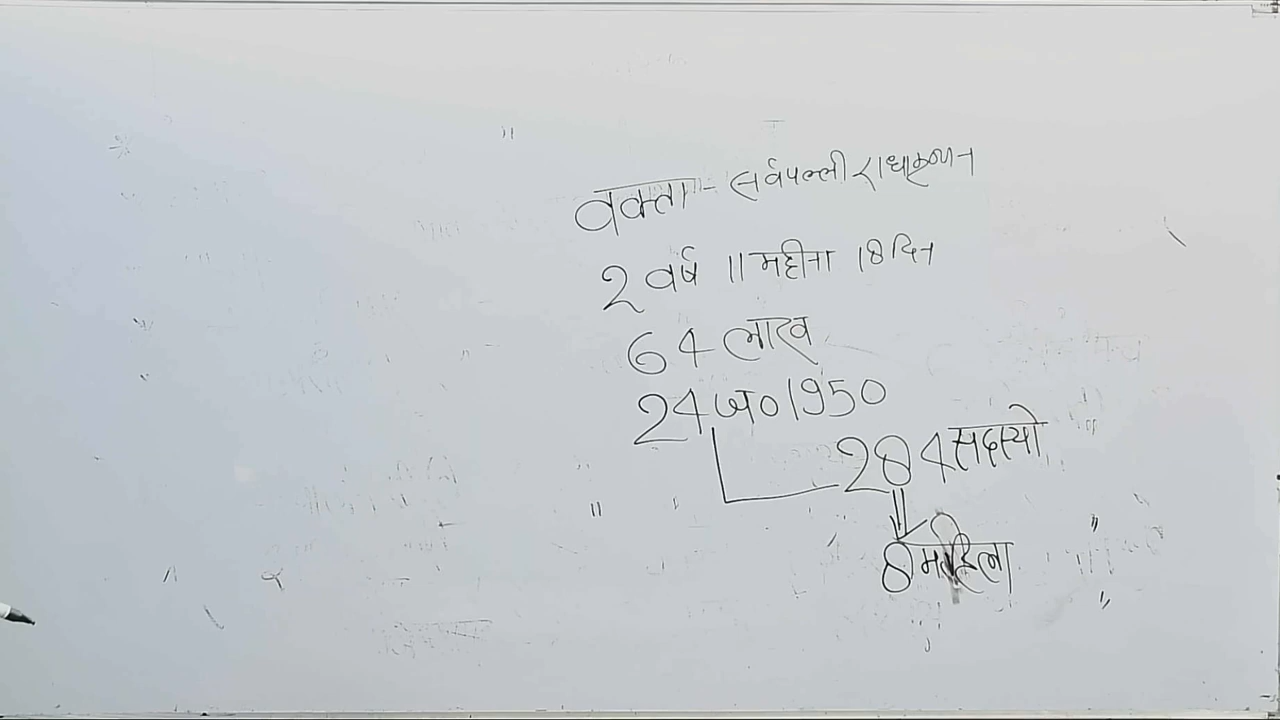 वक्ता - सर्वपल्ली राधाकृष्णन
2 वर्ष 11 महीना 18 दिन
64 लाख
24 ज० 1950
284 सदस्यो
8 महिला